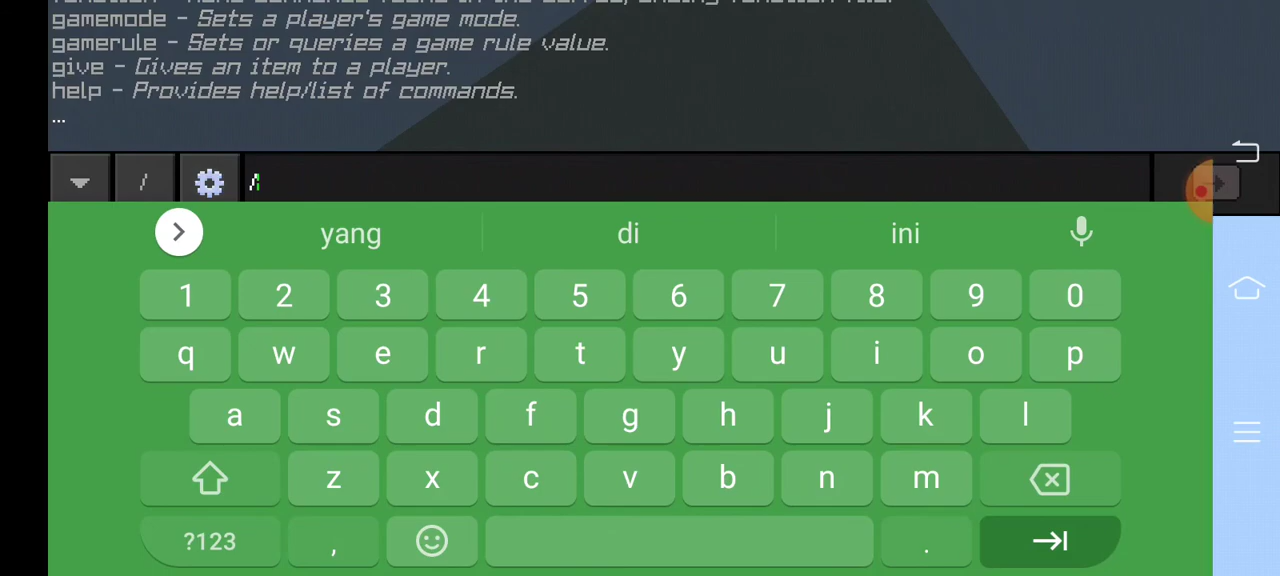 gamemode - Sets a player's game mode.
gamerule - Sets or queries a game rule value.
give - Gives an item to a player.
help - Provides help/list of commands.
...
/
/
yang di ini
1 2 3 4 5 6 7 8 9 0
q w e r t y u i o p
a s d f g h j k l
z x c v b n m
?123 , .